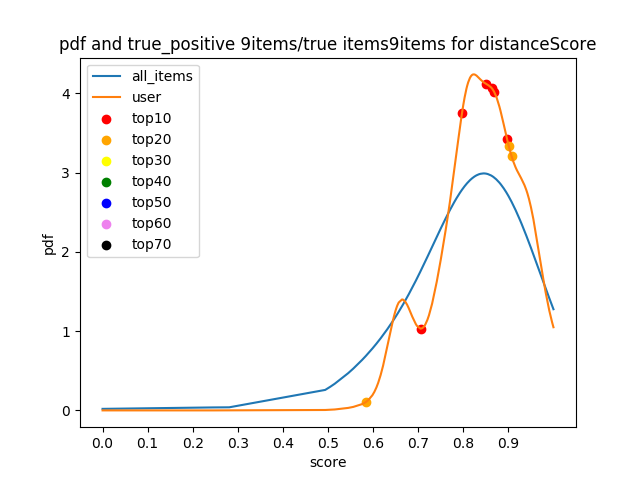 pdf and true_positive 9items/true items9items for distanceScore
all_items
user
top10
top20
top30
top40
top50
top60
top70
pdf
4
3
2
1
0
0.0 0.1 0.2 0.3 0.4 0.5 0.6 0.7 0.8 0.9
score